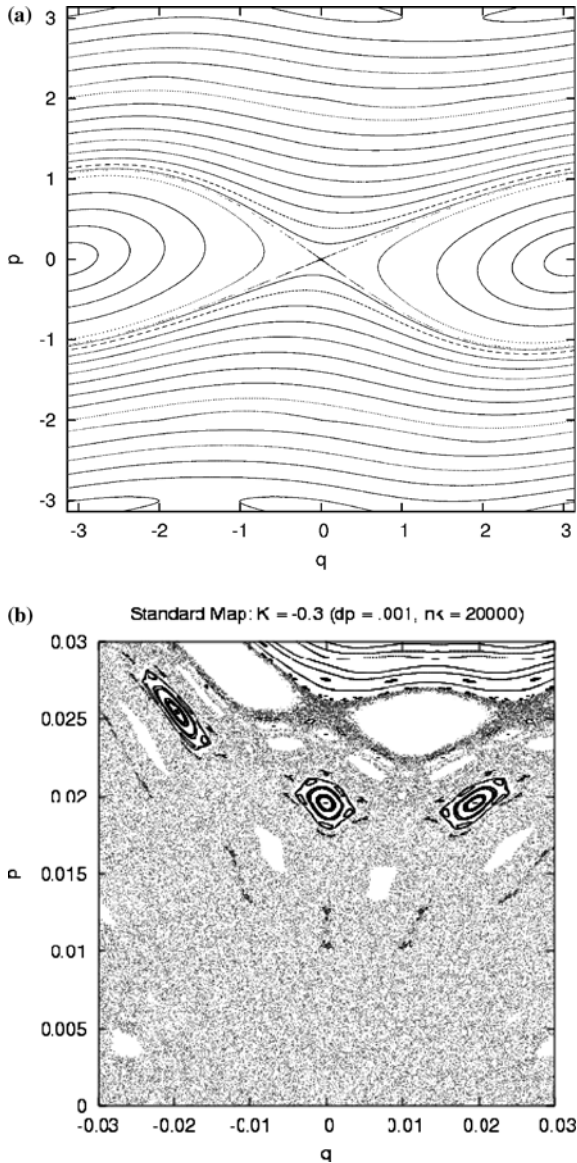 (a)
3
2
1
0
-1
-2
-3
p
-3 -2 -1 0 1 2 3
q
(b) Standard Map: K = -0.3 (dp = .001, nk = 20000)
0.03
0.025
0.02
0.015
0.01
0.005
0
p
-0.03 -0.02 -0.01 0 0.01 0.02 0.03
q